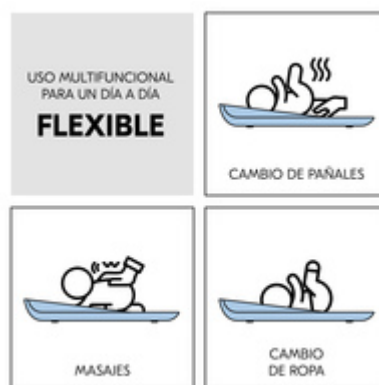 USO MULTIFUNCIONAL
PARA UN DÍA A DÍA
FLEXIBLE
CAMBIO DE PAÑALES
MASAJES
CAMBIO
DE ROPA